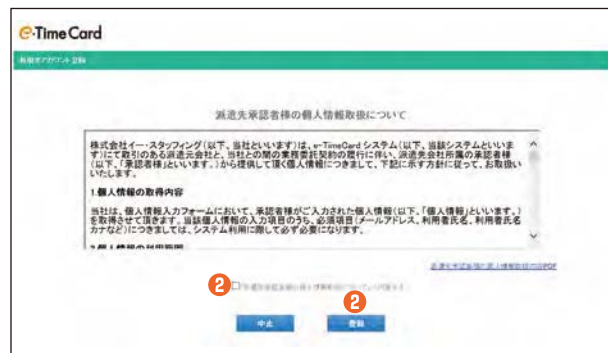 e-Time Card
派遣先承認者様の個人情報取扱について
株式会社イー・スタッフィング(以下、当社といいます)は、e-TimeCard システム(以下、当該システムといいま
す)にて取引のある派遣元会社と、当社との間の業務委託契約の履行に伴い、派遣先会社所属の承認者様
(以下、「承認者様」といいます。)から提供して頂く個人情報につきまして、下記に示す方針に従って、お取扱い
いたします。
1.個人情報の取得内容
当社は、個人情報入力フォームにおいて、承認者様がご入力された個人情報(以下、「個人情報」といいます。)
を取得させて頂きます。当該個人情報の入力項目のうち、必須項目(メールアドレス、利用者氏名、利用者氏名
カナなど)につきましては、システム利用に際して必ず必要になります。
2.個人情報の利用範囲
2
2
中止
登録